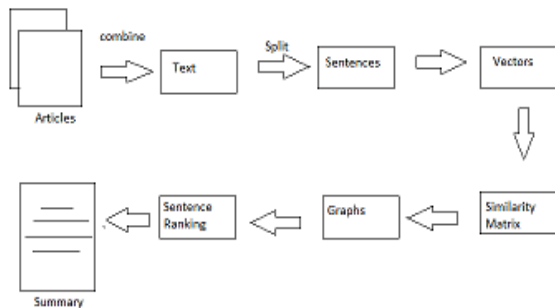 combine
Split
Text
Sentences
Vectors
Articles
Similarity
Matrix
Graphs
Sentence
Ranking
Summary